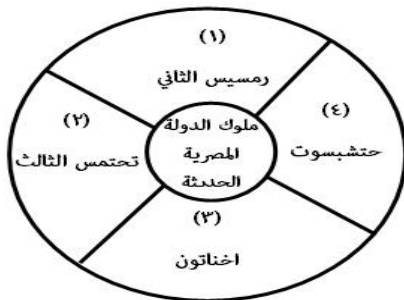 (١)
رمسيس الثاني
(٢)
تحتمس الثالث
(٣)
اخناتون
(٤)
حتشبسوت
ملوك الدولة
المصرية
الحديثة